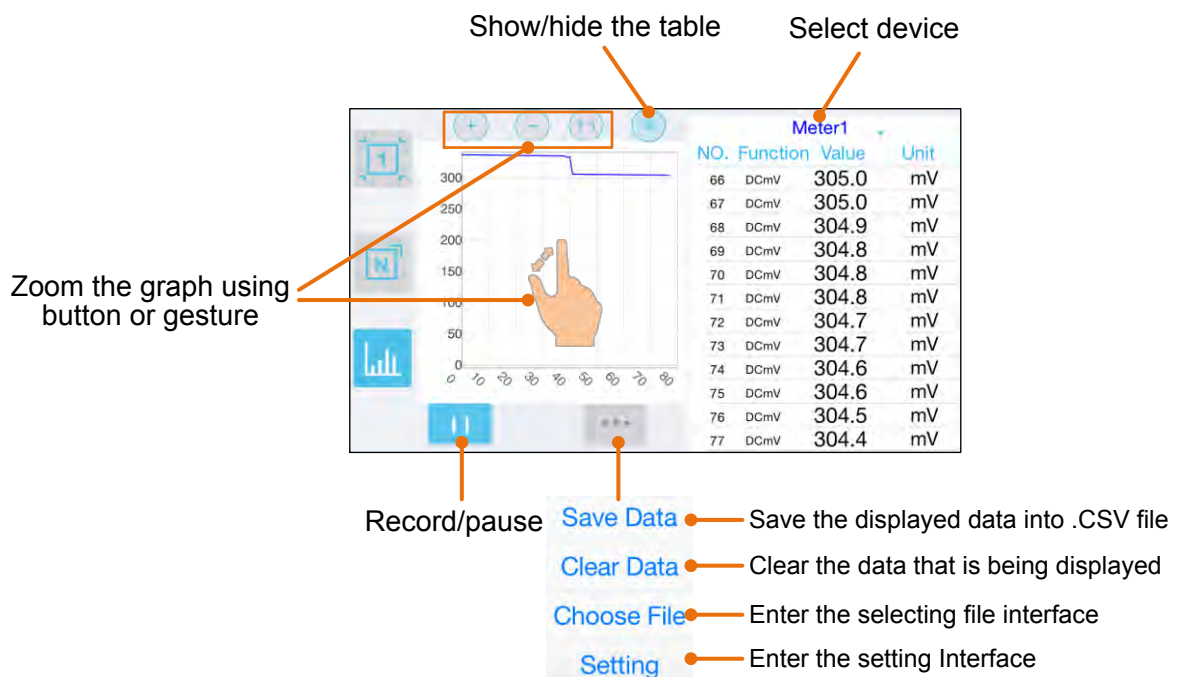 Show/hide the table
Select device
+ − 1:1
Meter1
NO. Function Value Unit
66 DCmV 305.0 mV
67 DCmV 305.0 mV
68 DCmV 304.9 mV
69 DCmV 304.8 mV
70 DCmV 304.8 mV
71 DCmV 304.8 mV
72 DCmV 304.7 mV
73 DCmV 304.7 mV
74 DCmV 304.6 mV
75 DCmV 304.6 mV
76 DCmV 304.5 mV
77 DCmV 304.4 mV
1
N
300
250
200
150
100
50
0
0 10 20 30 40 50 60 70 80
Zoom the graph using
button or gesture
Record/pause
Save Data
Save the displayed data into .CSV file
Clear Data
Clear the data that is being displayed
Choose File
Enter the selecting file interface
Setting
Enter the setting Interface